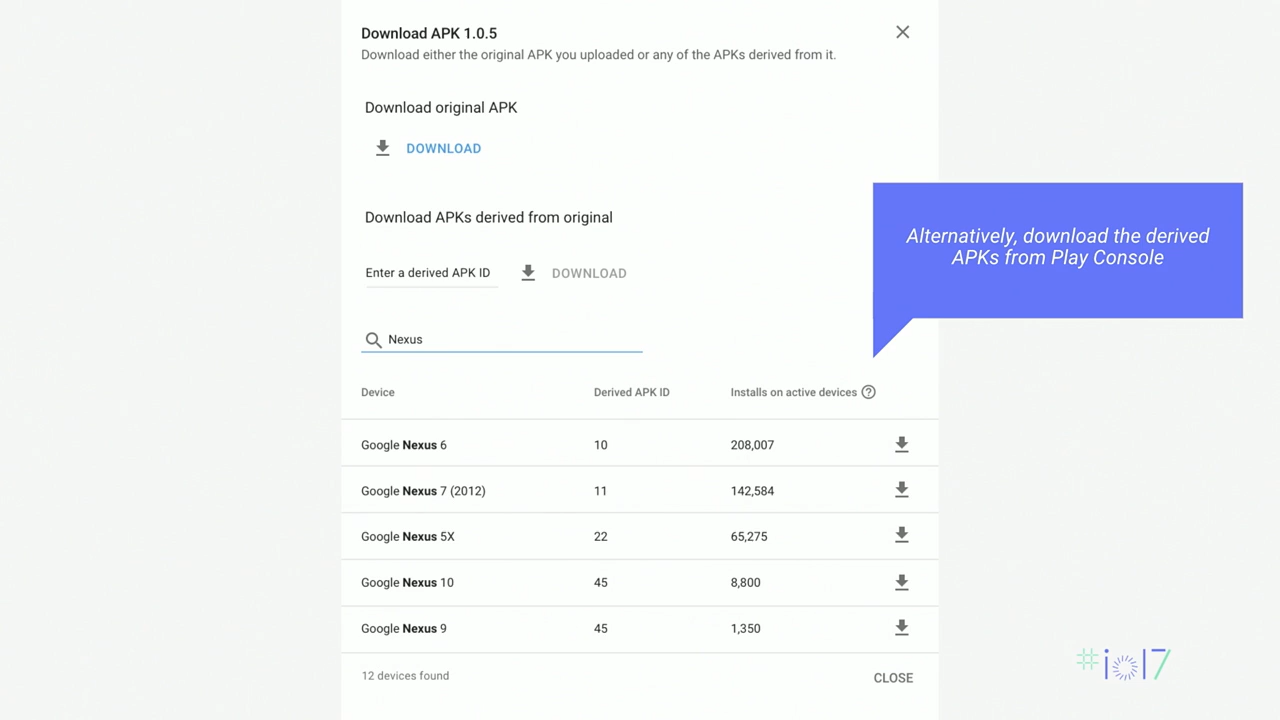 Download APK 1.0.5
Download either the original APK you uploaded or any of the APKs derived from it.
Download original APK
DOWNLOAD
Download APKs derived from original
Enter a derived APK ID
DOWNLOAD
Alternatively, download the derived
APKs from Play Console
Nexus
Device Derived APK ID Installs on active devices ?
Google Nexus 6 10 208,007
Google Nexus 7 (2012) 11 142,584
Google Nexus 5X 22 65,275
Google Nexus 10 45 8,800
Google Nexus 9 45 1,350
12 devices found
CLOSE
#io17